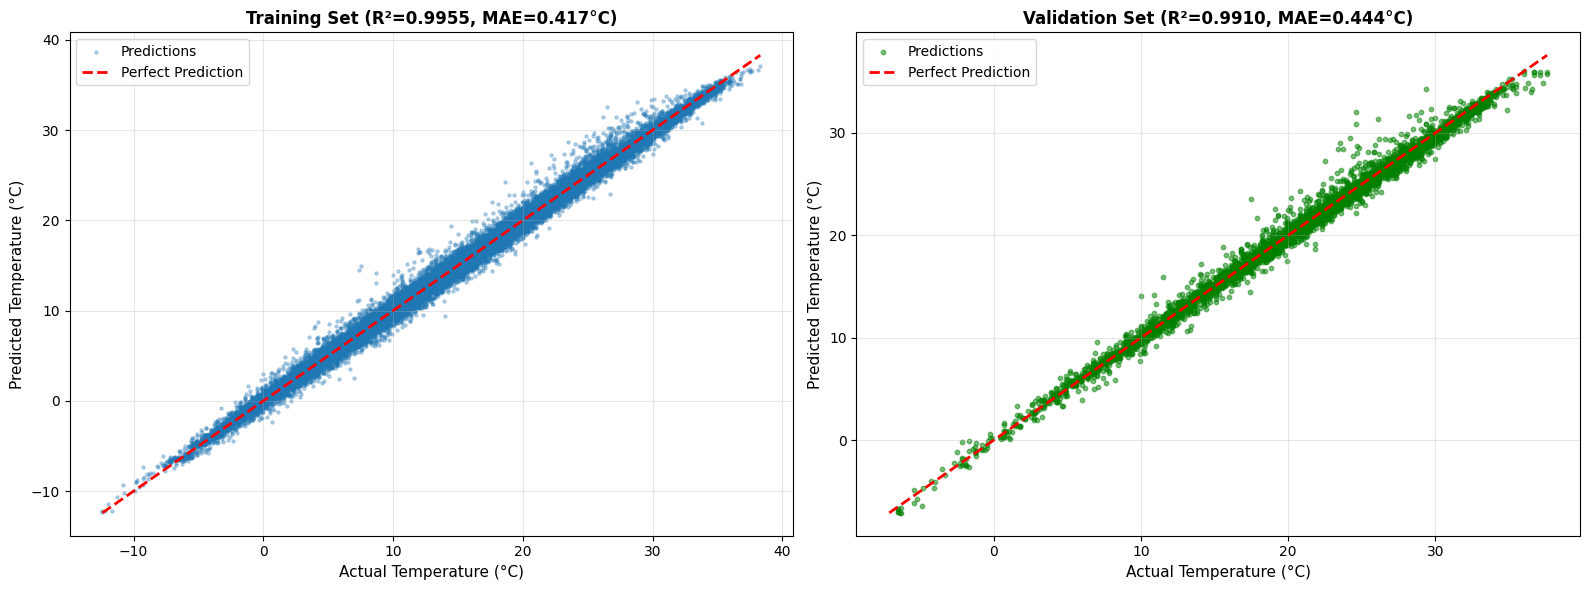 Training Set (R²=0.9955, MAE=0.417°C)
Predictions
Perfect Prediction
40
30
20
10
0
−10
Predicted Temperature (°C)
−10
0
10
20
30
40
Actual Temperature (°C)
Validation Set (R²=0.9910, MAE=0.444°C)
Predictions
Perfect Prediction
30
20
10
0
Predicted Temperature (°C)
0
10
20
30
Actual Temperature (°C)